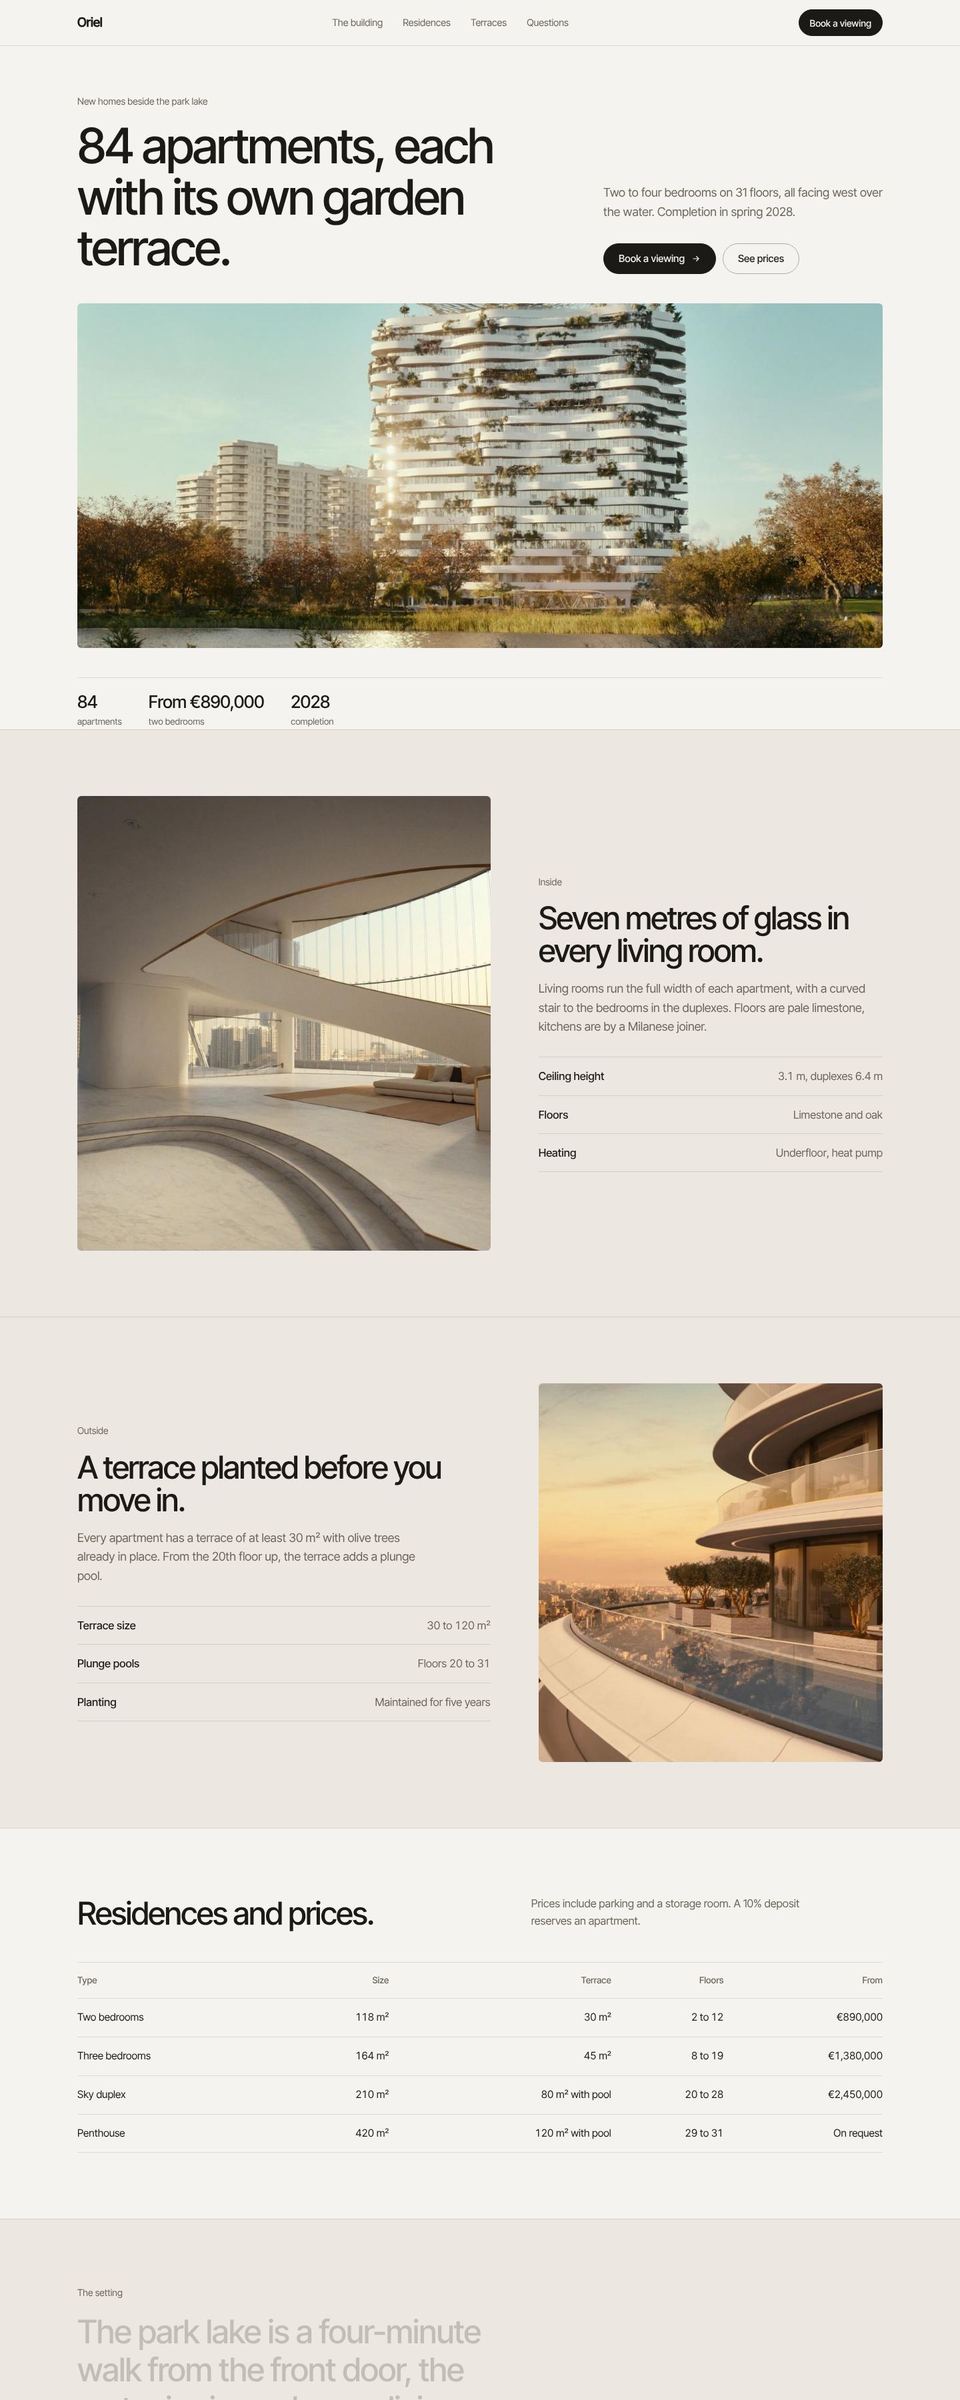 Oriel
The building Residences Terraces Questions
Book a viewing
New homes beside the park lake
84 apartments, each
with its own garden
terrace.
Two to four bedrooms on 31 floors, all facing west over
the water. Completion in spring 2028.
Book a viewing →
See prices
84
apartments
From €890,000
two bedrooms
2028
completion
Inside
Seven metres of glass in
every living room.
Living rooms run the full width of each apartment, with a curved
stair to the bedrooms in the duplexes. Floors are pale limestone,
kitchens are by a Milanese joiner.
Ceiling height 3.1 m, duplexes 6.4 m
Floors Limestone and oak
Heating Underfloor, heat pump
Outside
A terrace planted before you
move in.
Every apartment has a terrace of at least 30 m² with olive trees
already in place. From the 20th floor up, the terrace adds a plunge
pool.
Terrace size 30 to 120 m²
Plunge pools Floors 20 to 31
Planting Maintained for five years
Residences and prices.
Prices include parking and a storage room. A 10% deposit
reserves an apartment.
Type Size Terrace Floors From
Two bedrooms 118 m² 30 m² 2 to 12 €890,000
Three bedrooms 164 m² 45 m² 8 to 19 €1,380,000
Sky duplex 210 m² 80 m² with pool 20 to 28 €2,450,000
Penthouse 420 m² 120 m² with pool 29 to 31 On request
The setting
The park lake is a four-minute
walk from the front door, the